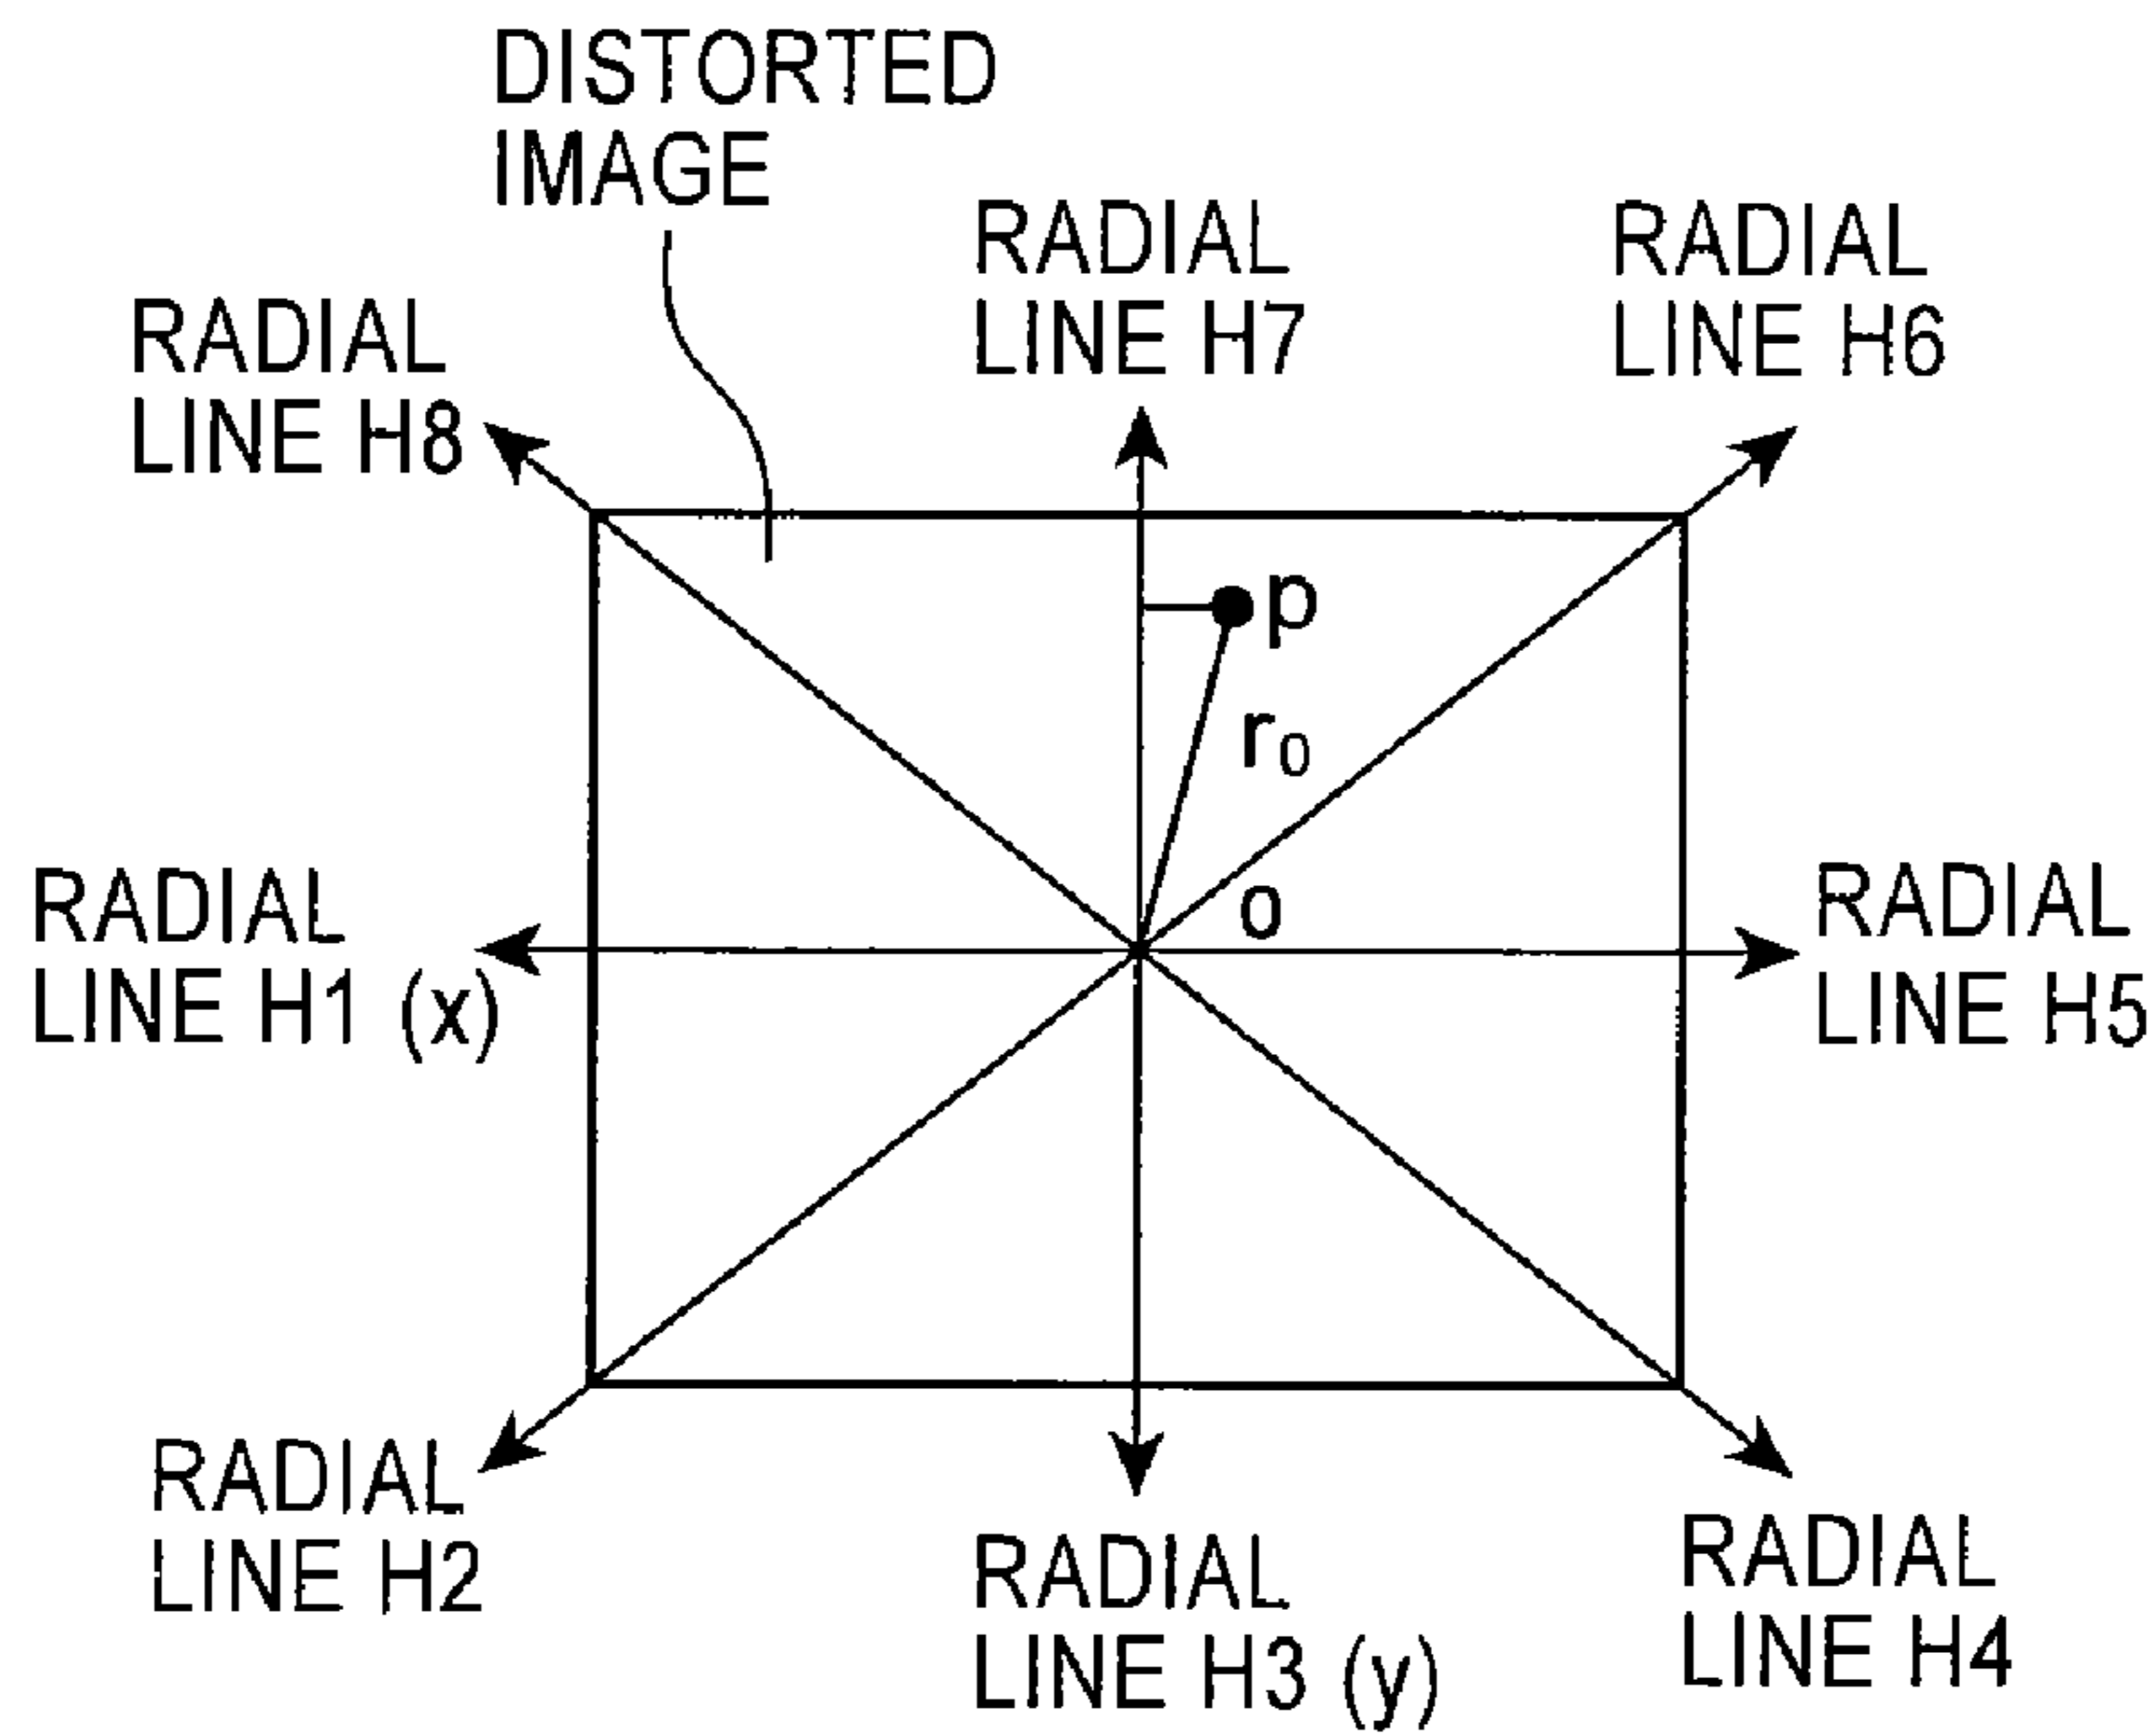 DISTORTED
IMAGE
RADIAL
LINE H7
RADIAL
LINE H6
RADIAL
LINE H8
p
r0
o
RADIAL
LINE H1 (x)
RADIAL
LINE H5
RADIAL
LINE H2
RADIAL
LINE H3 (y)
RADIAL
LINE H4